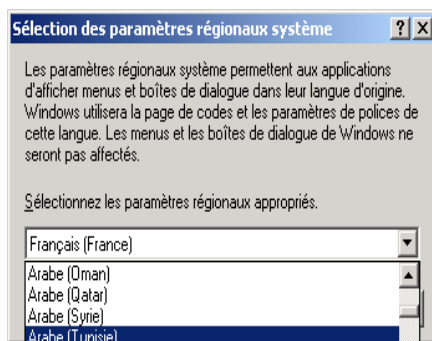 Sélection des paramètres régionaux système
Les paramètres régionaux système permettent aux applications
d'afficher menus et boîtes de dialogue dans leur langue d'origine.
Windows utilisera la page de codes et les paramètres de polices de
cette langue. Les menus et les boîtes de dialogue de Windows ne
seront pas affectés.
Sélectionnez les paramètres régionaux appropriés.
Français (France)
Arabe (Oman)
Arabe (Qatar)
Arabe (Syrie)
Arabe (Tunisie)